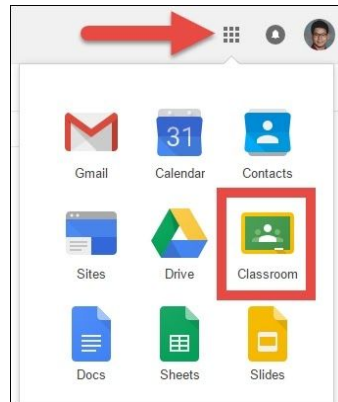 31
Gmail Calendar Contacts
Sites Drive Classroom
Docs Sheets Slides